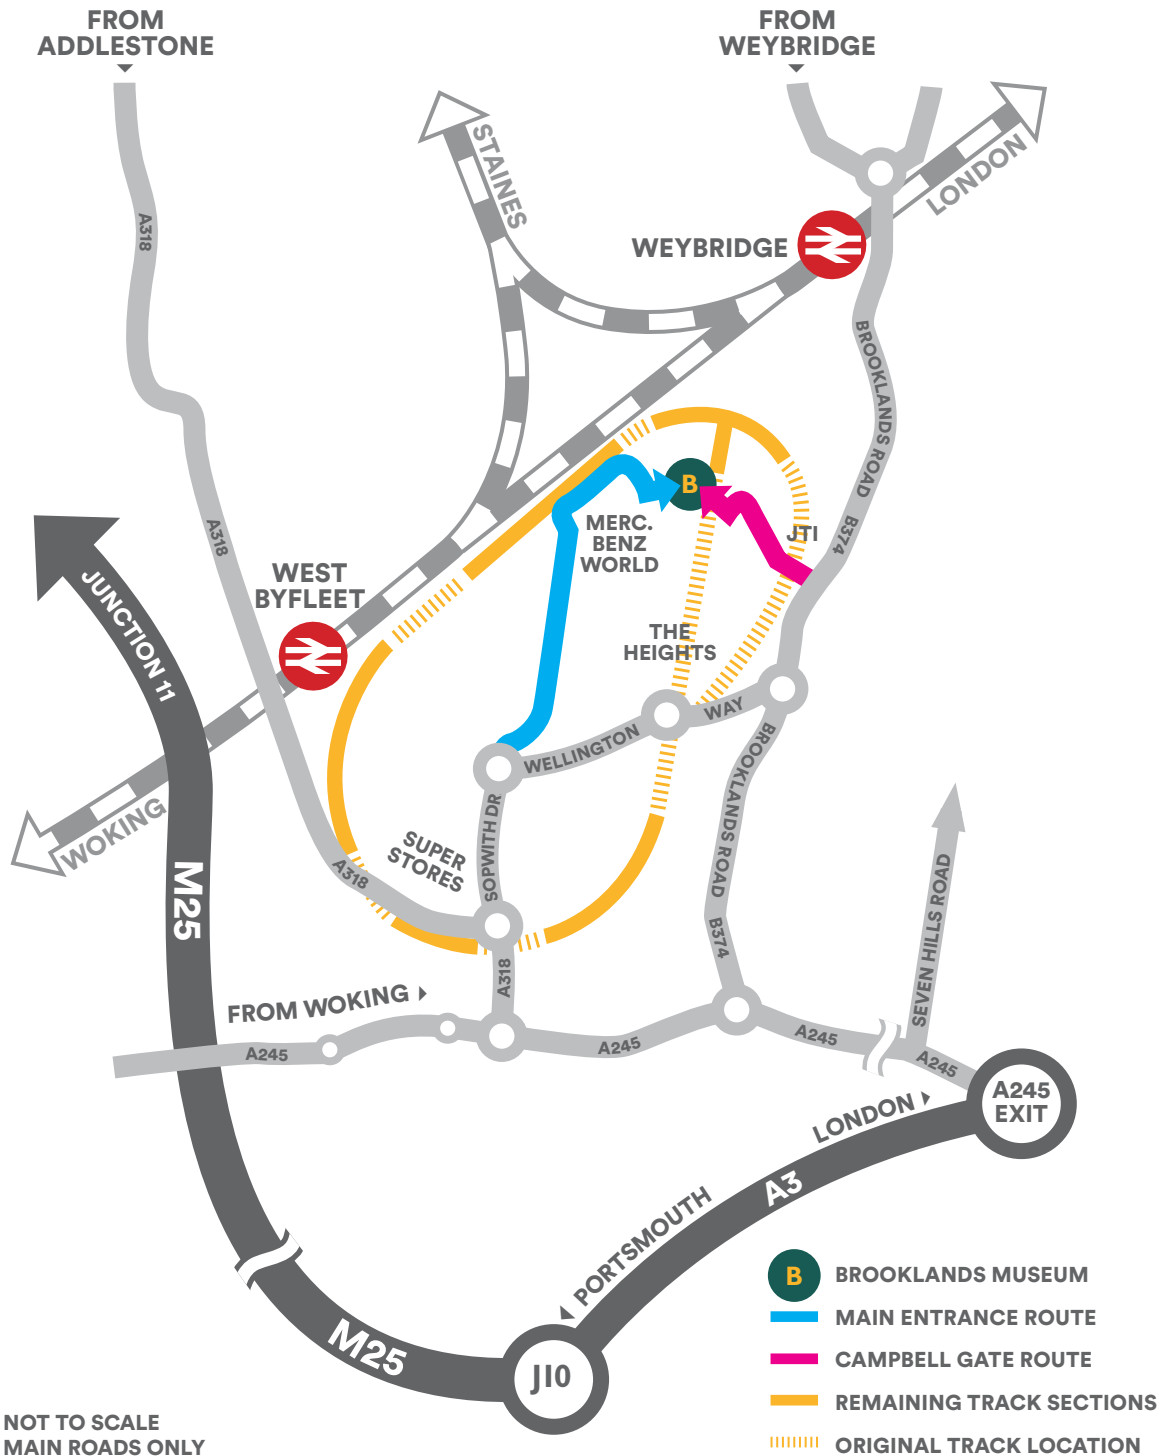 FROM
ADDLESTONE
FROM
WEYBRIDGE
STAINES
LONDON
A318
WEYBRIDGE
BROOKLANDS ROAD
B374
B
MERC.
BENZ
WORLD
JTI
A318
WEST
BYFLEET
JUNCTION 11
THE
HEIGHTS
WELLINGTON
WAY
BROOKLANDS ROAD
B374
WOKING
M25
SUPER
STORES
SOPWITH DR
A318
A318
SEVEN HILLS ROAD
FROM WOKING
A245
A245
A245
A245
A245
EXIT
LONDON
A3
PORTSMOUTH
M25
J10
B
BROOKLANDS MUSEUM
MAIN ENTRANCE ROUTE
CAMPBELL GATE ROUTE
REMAINING TRACK SECTIONS
ORIGINAL TRACK LOCATION
NOT TO SCALE
MAIN ROADS ONLY